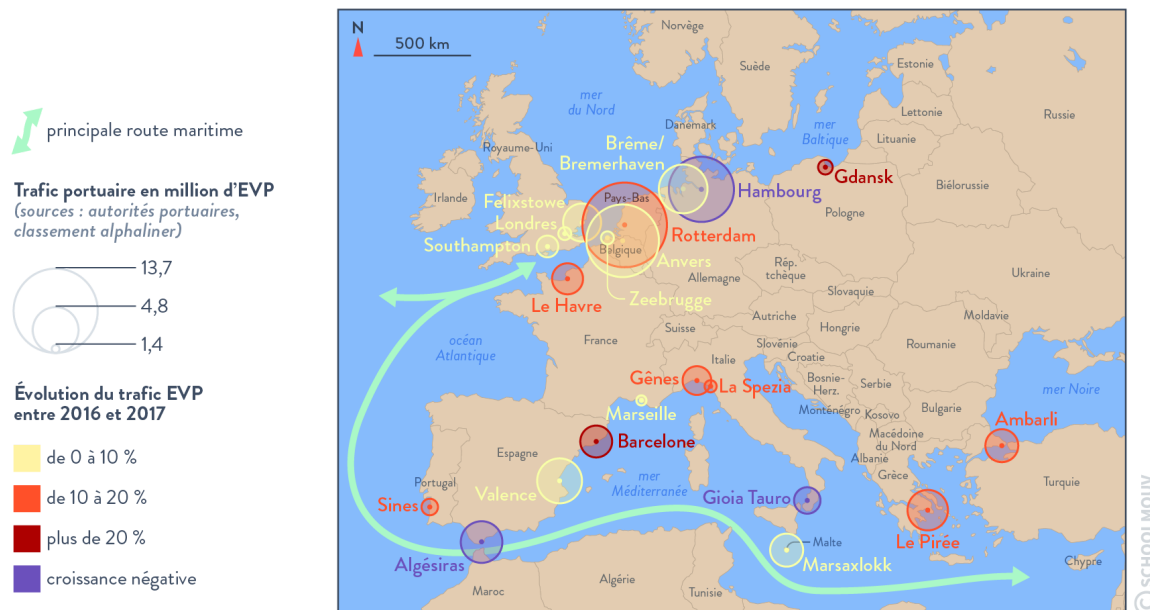 principale route maritime
Trafic portuaire en million d'EVP
(sources : autorités portuaires,
classement alphaliner)
13,7
4,8
1,4
Évolution du trafic EVP
entre 2016 et 2017
de 0 à 10 %
de 10 à 20 %
plus de 20 %
croissance négative
N
500 km
Norvège
Suède
Estonie
Lettonie
Lituanie
Russie
mer
du Nord
Danemark
mer
Baltique
Royaume-Uni
Irlande
Brême/
Bremerhaven
Hambourg
Gdansk
Biélorussie
Pologne
Pays-Bas
Felixstowe
Londres
Southampton
Rotterdam
Belgique
Anvers
Zeebrugge
Allemagne
Rép.
tchèque
Ukraine
Slovaquie
Le Havre
Moldavie
Autriche
Hongrie
Suisse
France
Slovénie
Croatie
Roumanie
océan
Atlantique
Italie
Gênes
La Spezia
Bosnie-
Herz.
Serbie
mer Noire
Marseille
Monténégro
Kosovo
Bulgarie
Ambarli
Macédoine
du Nord
Albanie
Grèce
Barcelone
Espagne
mer
Méditerranée
Portugal
Valence
Sines
Gioia Tauro
Turquie
Le Pirée
Malte
Marsaxlokk
Algésiras
Chypre
Maroc
Algérie
Tunisie
© SCHOOLMOUV